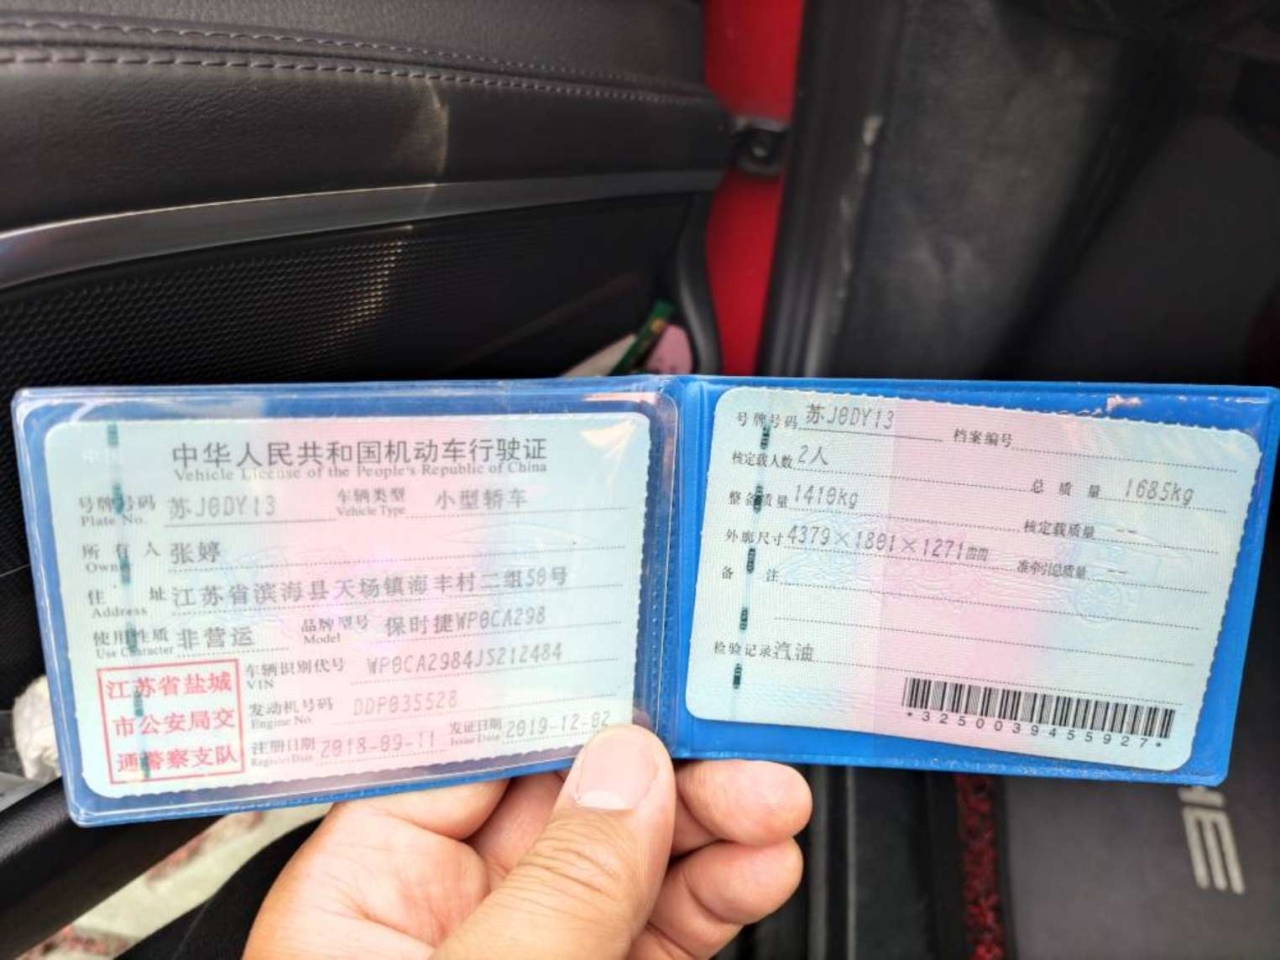 中华人民共和国机动车行驶证
Vehicle License of the People's Republic of China
号牌号码 苏J0DY13 车辆类型 小型轿车
Plate No. Vehicle Type
所有人 张婷
Owner
住址 江苏省滨海县天场镇海丰村二组50号
Address
使用性质 非营运 品牌型号 保时捷WP0CA298
Use Character Model
江苏省盐城
市公安局交
通警察支队
车辆识别代号 WP0CA2984JS212484
VIN
发动机号码 DDP035528
Engine No.
注册日期 2018-09-11 发证日期 2019-12-02
Register Date Issue Date
号牌号码 苏J0DY13 档案编号
核定载人数 2人 总质量 1685kg
整备质量 1410kg 核定载质量 --
外廓尺寸 4379×1801×1271mm 准牵引总质量 --
备注
检验记录 汽油
*3250039455927*